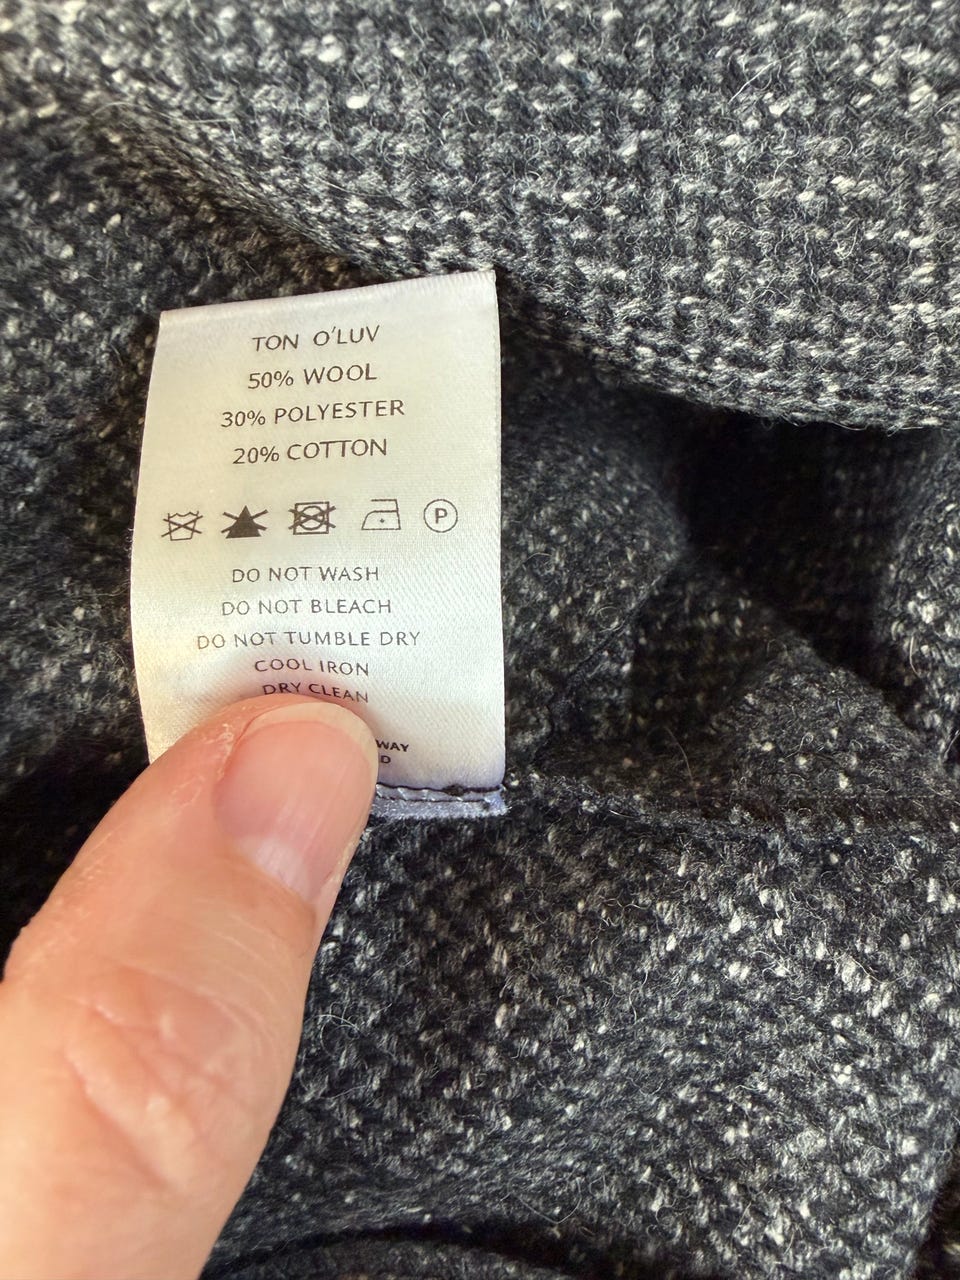 TON O'LUV
50% WOOL
30% POLYESTER
20% COTTON
P
DO NOT WASH
DO NOT BLEACH
DO NOT TUMBLE DRY
COOL IRON
DRY CLEAN